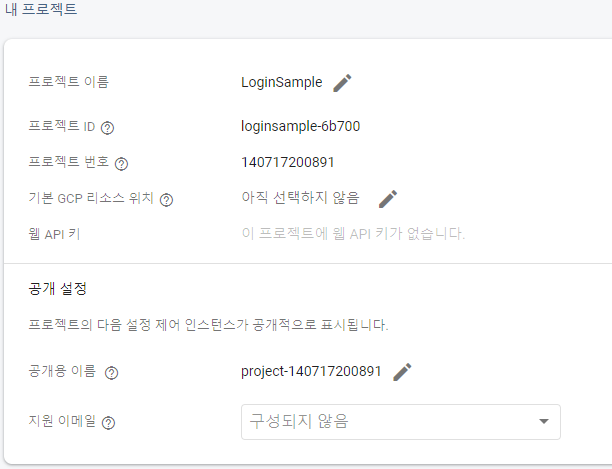 내 프로젝트
프로젝트 이름 LoginSample
프로젝트 ID loginsample-6b700
프로젝트 번호 140717200891
기본 GCP 리소스 위치 아직 선택하지 않음
웹 API 키 이 프로젝트에 웹 API 키가 없습니다.
공개 설정
프로젝트의 다음 설정 제어 인스턴스가 공개적으로 표시됩니다.
공개용 이름 project-140717200891
지원 이메일 구성되지 않음